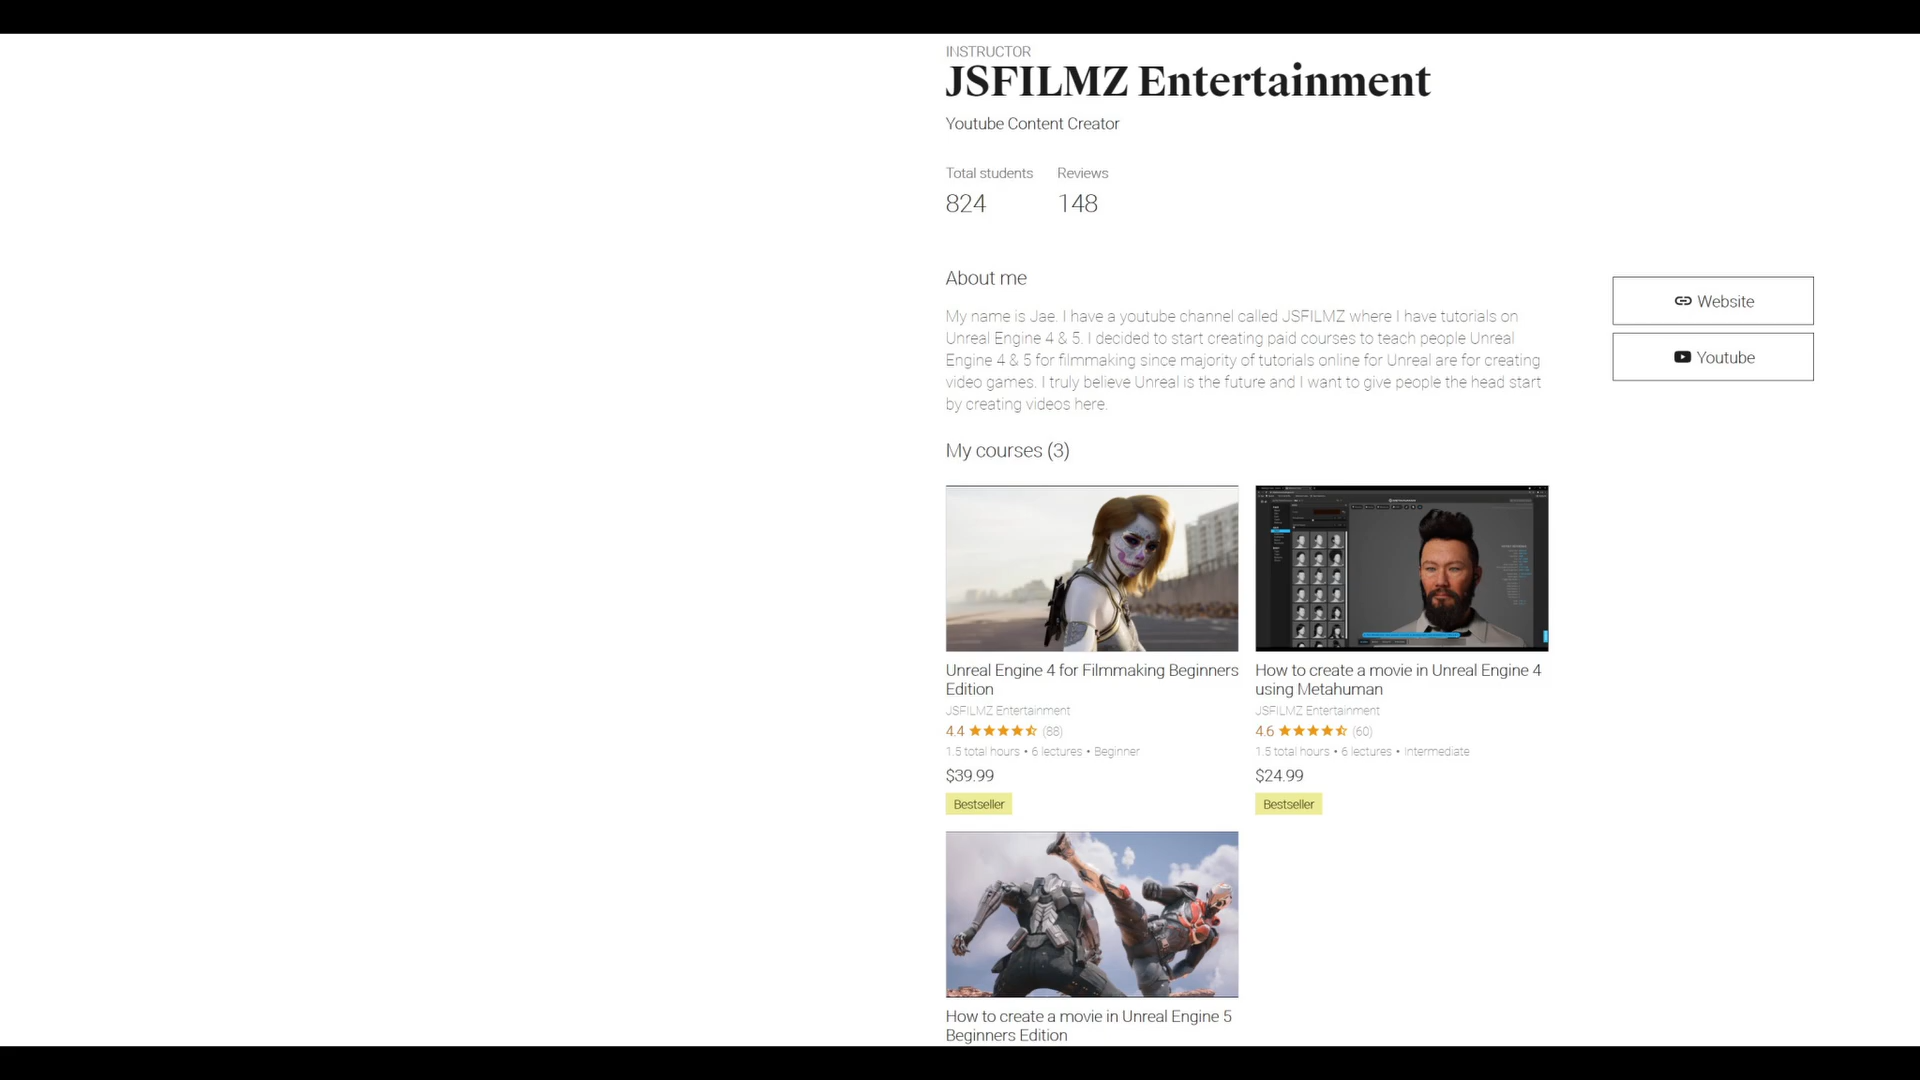 INSTRUCTOR
JSFILMZ Entertainment
Youtube Content Creator
Total students
Reviews
824
148
About me
My name is Jae. I have a youtube channel called JSFILMZ where I have tutorials on
Unreal Engine 4 & 5. I decided to start creating paid courses to teach people Unreal
Engine 4 & 5 for filmmaking since majority of tutorials online for Unreal are for creating
video games. I truly believe Unreal is the future and I want to give people the head start
by creating videos here.
Website
Youtube
My courses (3)
Unreal Engine 4 for Filmmaking Beginners
Edition
JSFILMZ Entertainment
4.4 (88)
1.5 total hours • 6 lectures • Beginner
$39.99
Bestseller
How to create a movie in Unreal Engine 4
using Metahuman
JSFILMZ Entertainment
4.6 (60)
1.5 total hours • 6 lectures • Intermediate
$24.99
Bestseller
How to create a movie in Unreal Engine 5
Beginners Edition